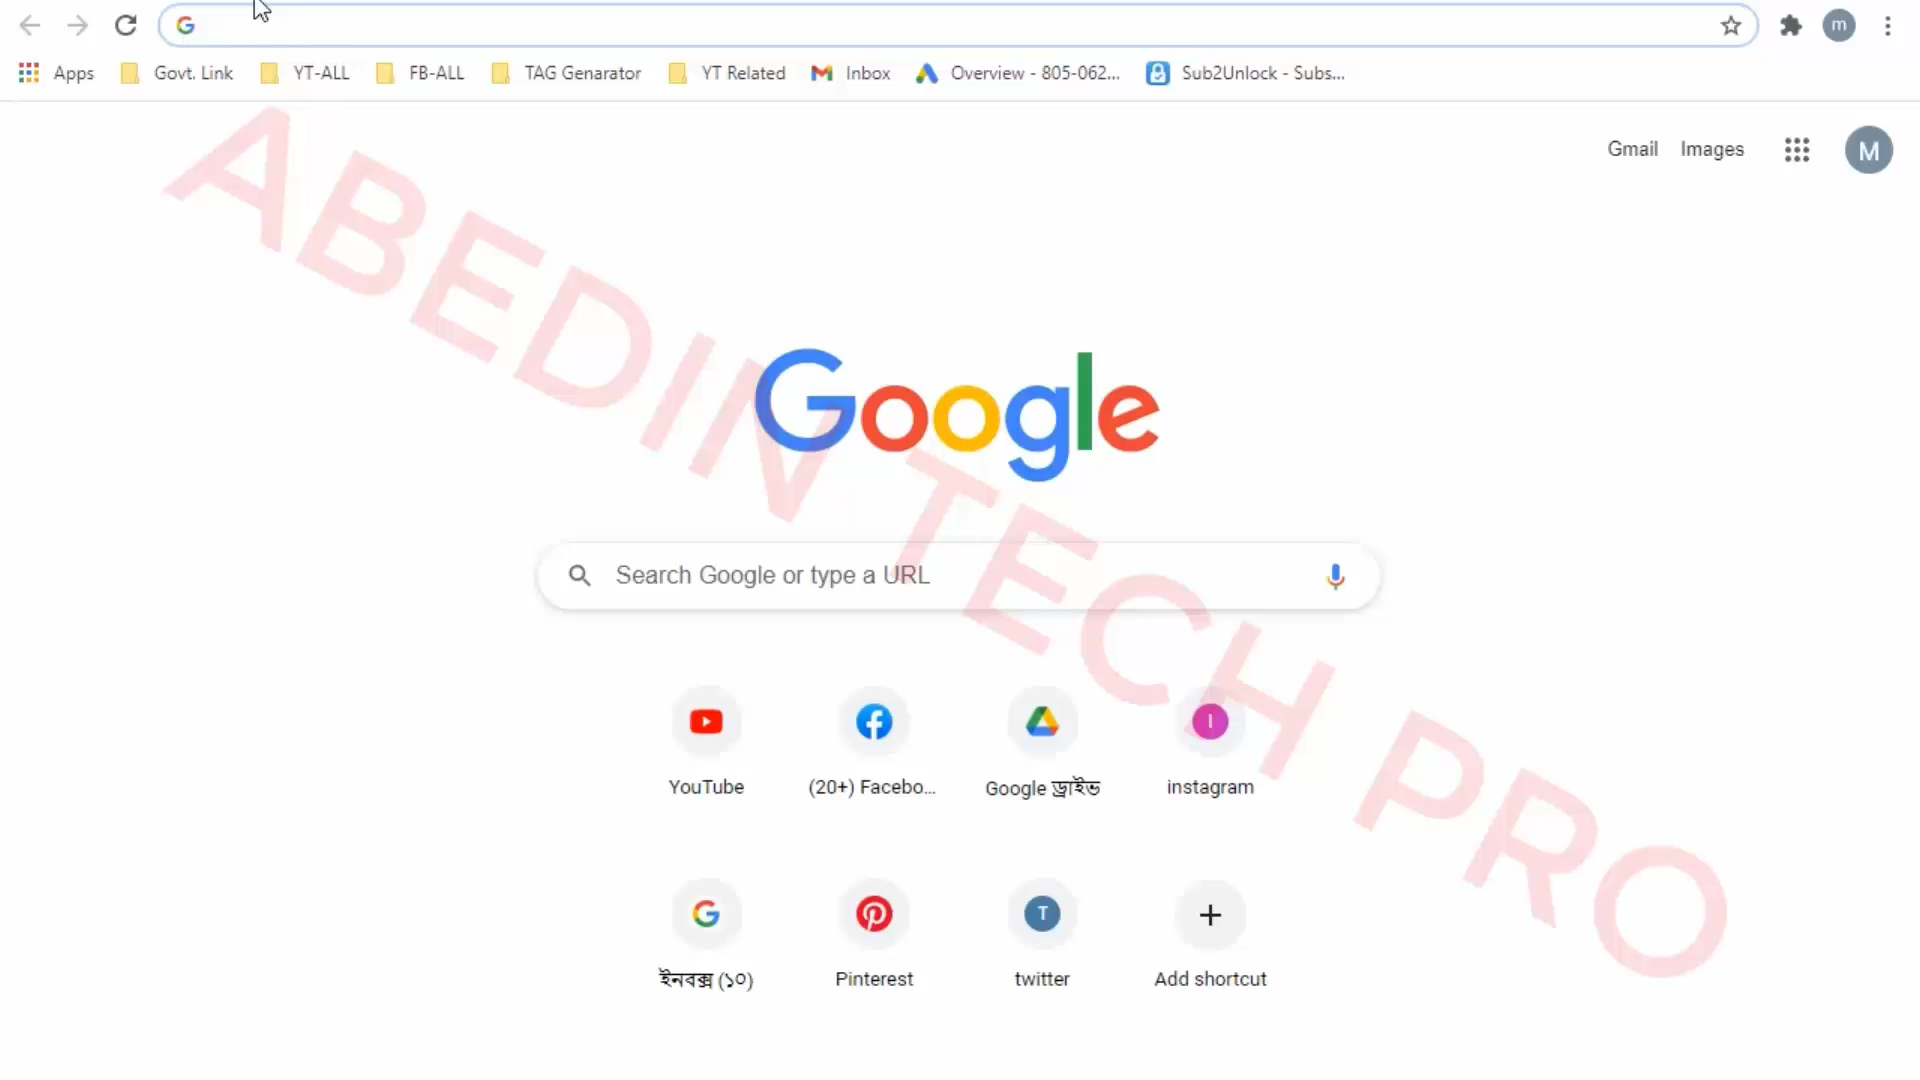 m
Apps Govt. Link YT-ALL FB-ALL TAG Genarator YT Related Inbox Overview - 805-062... Sub2Unlock - Subs...
Gmail Images M
ABEDIN TECH PRO
Google
Search Google or type a URL
I
YouTube (20+) Facebo... Google ড্রাইভ instagram
T
ইনবক্স (১০) Pinterest twitter Add shortcut